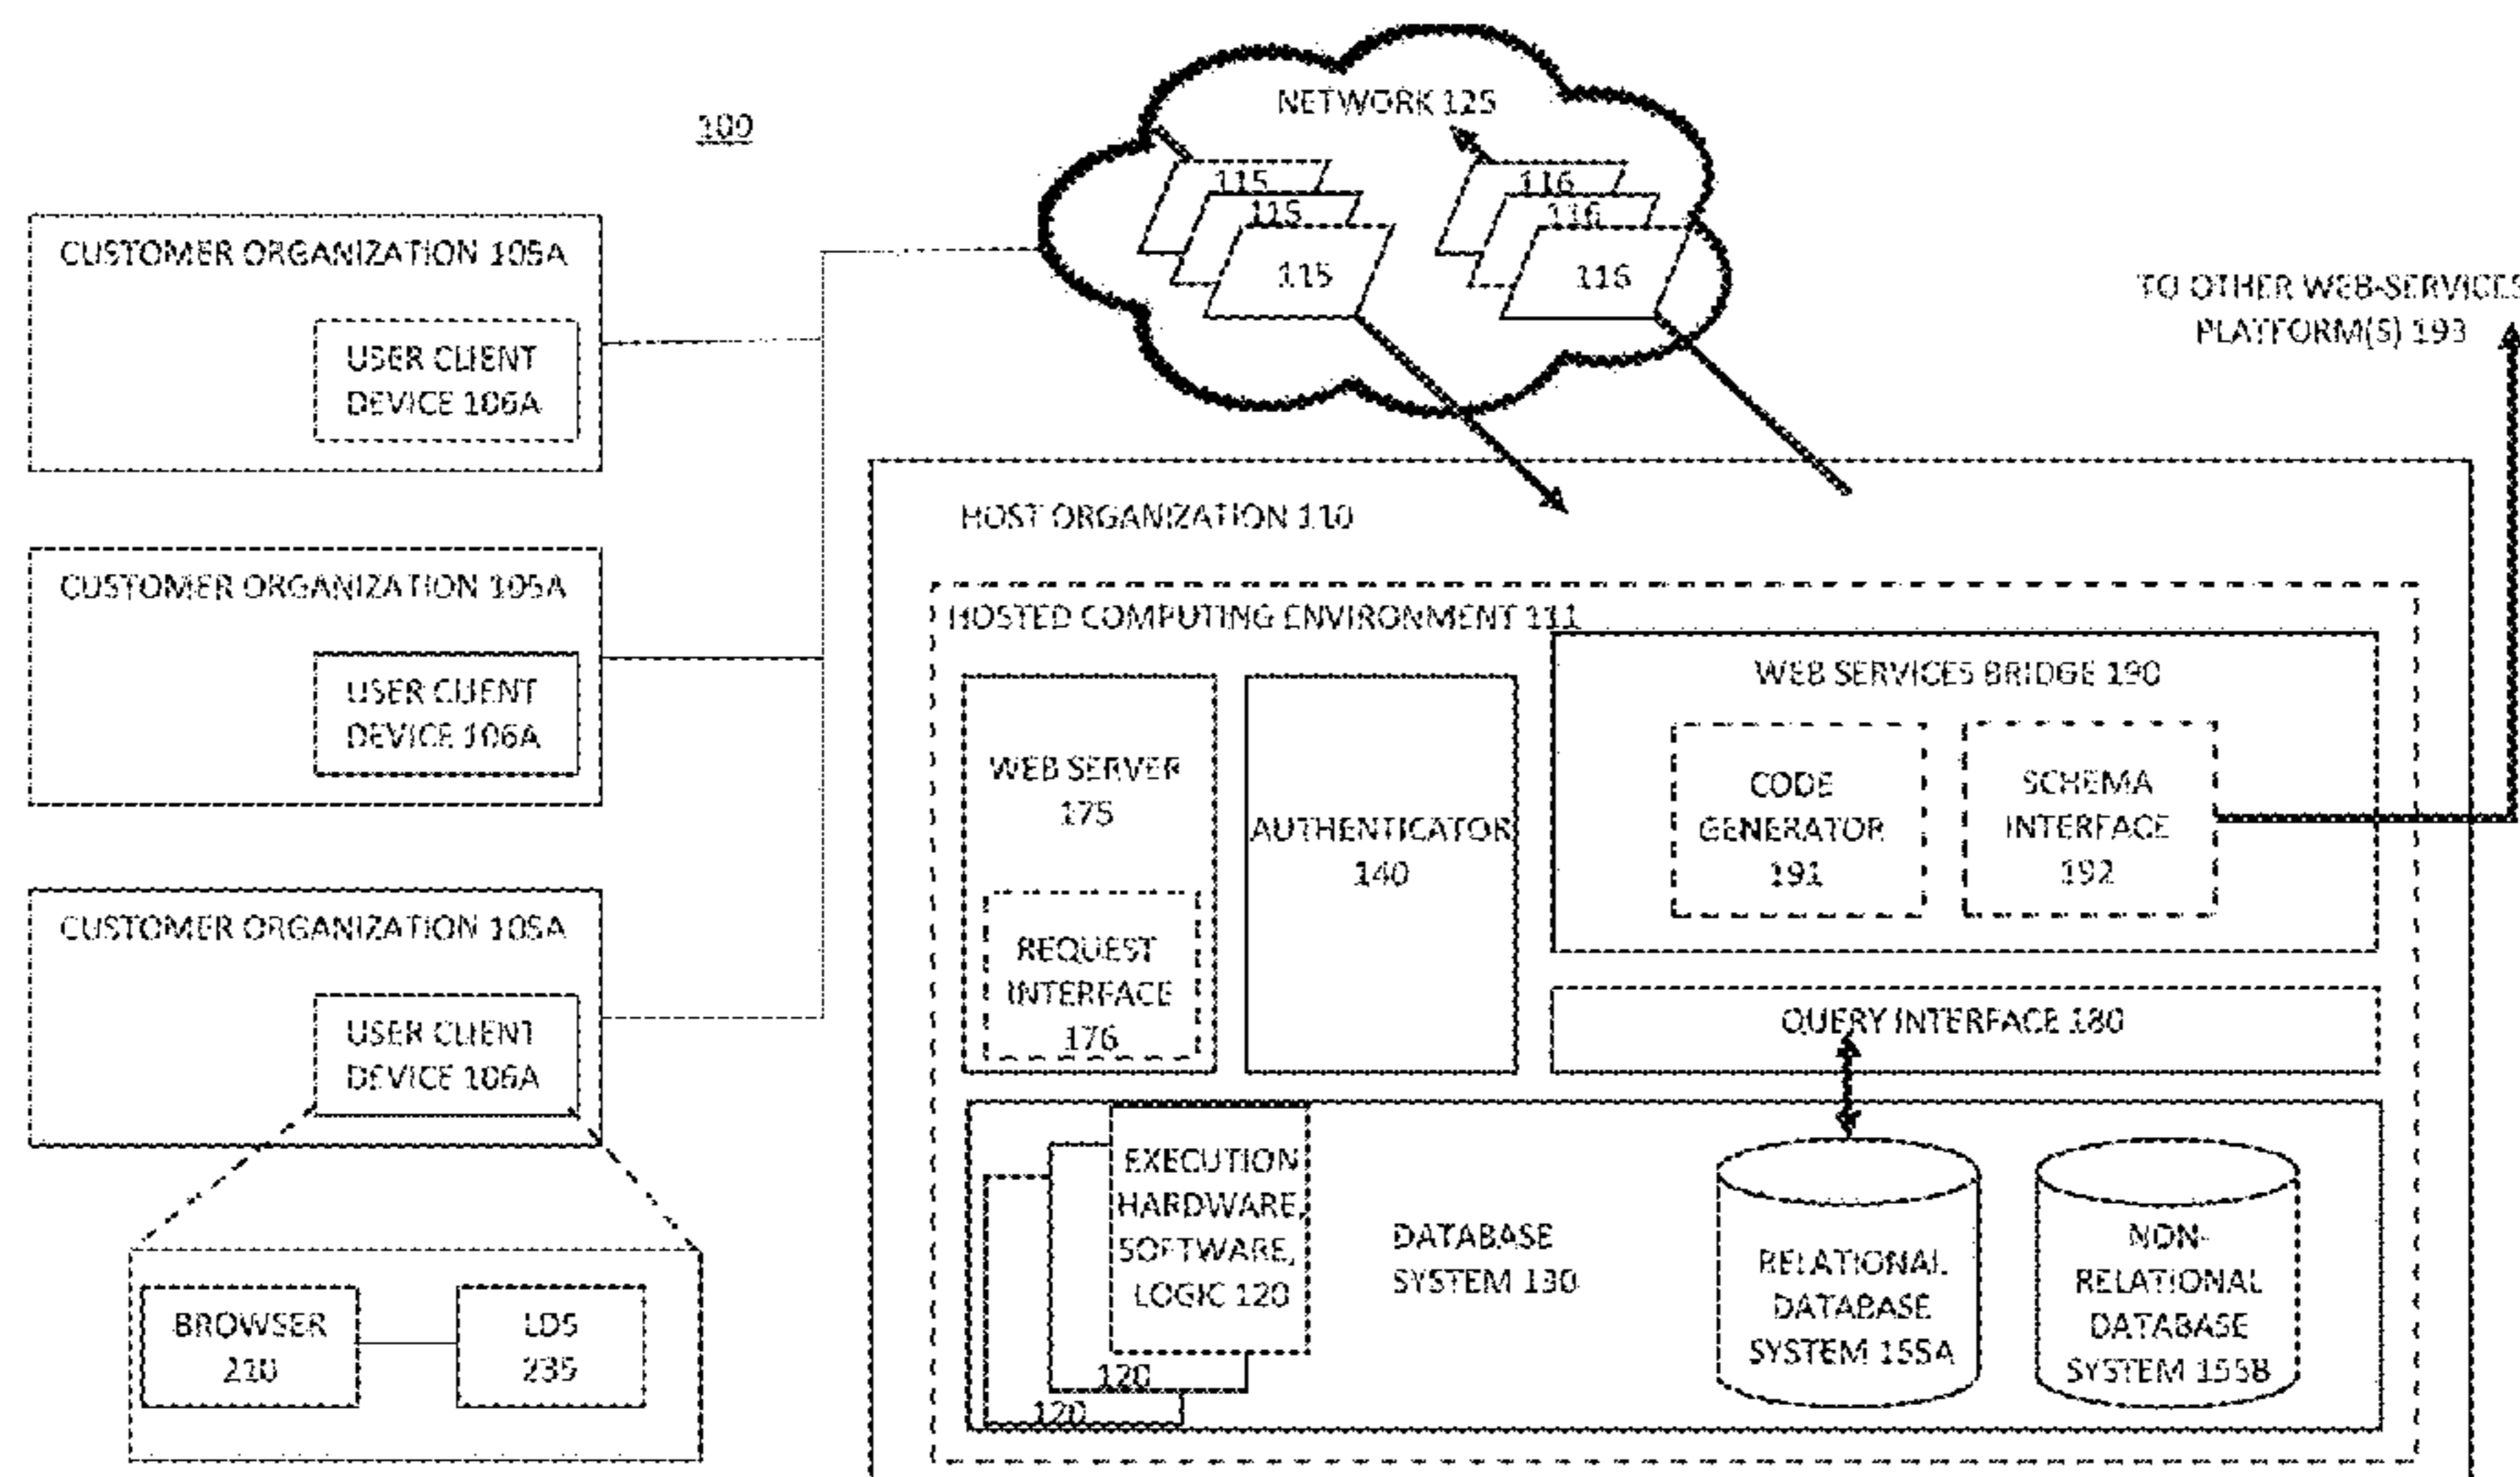 100
NETWORK 125
115
115
115
116
116
116
TO OTHER WEB-SERVICES
PLATFORM(S) 193
CUSTOMER ORGANIZATION 105A
USER CLIENT
DEVICE 106A
CUSTOMER ORGANIZATION 105A
USER CLIENT
DEVICE 106A
CUSTOMER ORGANIZATION 105A
USER CLIENT
DEVICE 106A
BROWSER
210
LDS
235
HOST ORGANIZATION 110
HOSTED COMPUTING ENVIRONMENT 111
WEB SERVER
175
REQUEST
INTERFACE
176
AUTHENTICATOR
140
WEB SERVICES BRIDGE 190
CODE
GENERATOR
191
SCHEMA
INTERFACE
192
QUERY INTERFACE 180
EXECUTION
HARDWARE,
SOFTWARE,
LOGIC 120
120
120
DATABASE
SYSTEM 130
RELATIONAL
DATABASE
SYSTEM 155A
NON-
RELATIONAL
DATABASE
SYSTEM 155B